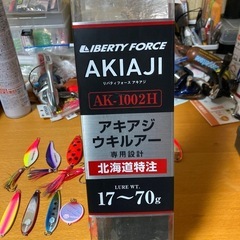 LIBERTY FORCE
リバティフォース アキアジ
AKIAJI
AK-1002H
アキアジ
ウキルアー
専用設計
北海道特注
LURE WT.
17〜70g